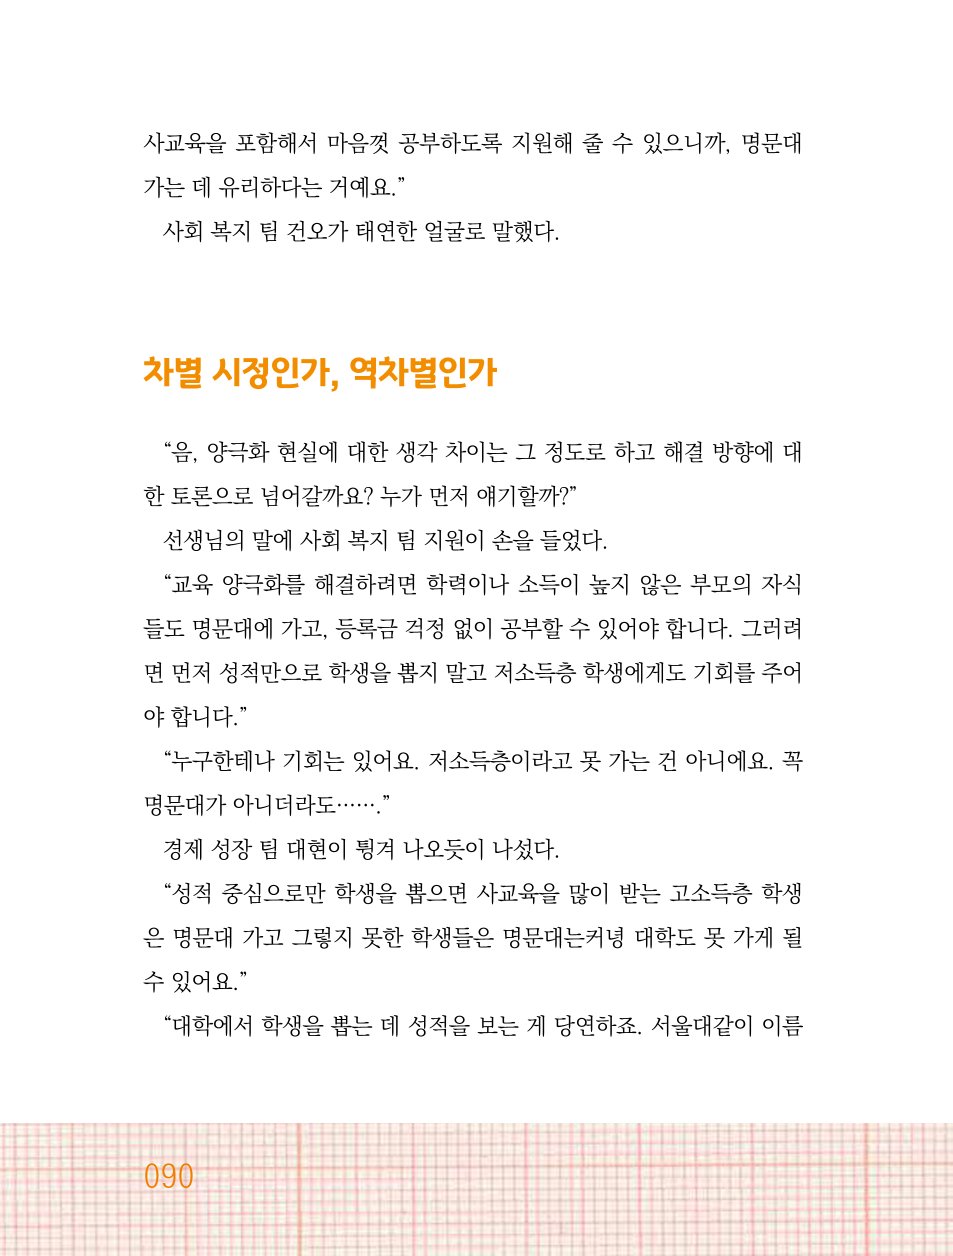 사교육을 포함해서 마음껏 공부하도록 지원해 줄 수 있으니까, 명문대
가는 데 유리하다는 거예요.”
사회 복지 팀 건오가 태연한 얼굴로 말했다.
차별 시정인가, 역차별인가
“음, 양극화 현실에 대한 생각 차이는 그 정도로 하고 해결 방향에 대
한 토론으로 넘어갈까요? 누가 먼저 얘기할까?”
선생님의 말에 사회 복지 팀 지원이 손을 들었다.
“교육 양극화를 해결하려면 학력이나 소득이 높지 않은 부모의 자식
들도 명문대에 가고, 등록금 걱정 없이 공부할 수 있어야 합니다. 그러려
면 먼저 성적만으로 학생을 뽑지 말고 저소득층 학생에게도 기회를 주어
야 합니다.”
“누구한테나 기회는 있어요. 저소득층이라고 못 가는 건 아니에요. 꼭
명문대가 아니더라도…….”
경제 성장 팀 대현이 튕겨 나오듯이 나섰다.
“성적 중심으로만 학생을 뽑으면 사교육을 많이 받는 고소득층 학생
은 명문대 가고 그렇지 못한 학생들은 명문대는커녕 대학도 못 가게 될
수 있어요.”
“대학에서 학생을 뽑는 데 성적을 보는 게 당연하죠. 서울대같이 이름
090